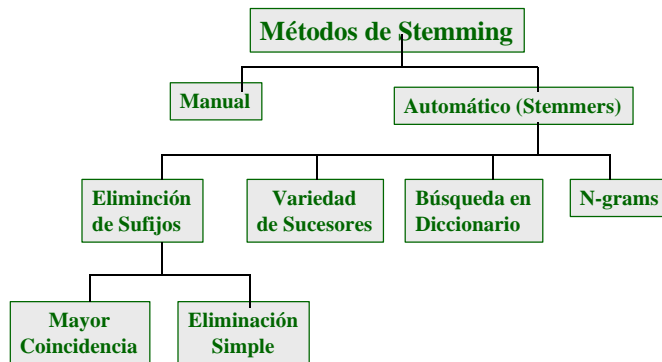 Métodos de Stemming
Manual
Automático (Stemmers)
Eliminción
de Sufijos
Variedad
de Sucesores
Búsqueda en
Diccionario
N-grams
Mayor
Coincidencia
Eliminación
Simple